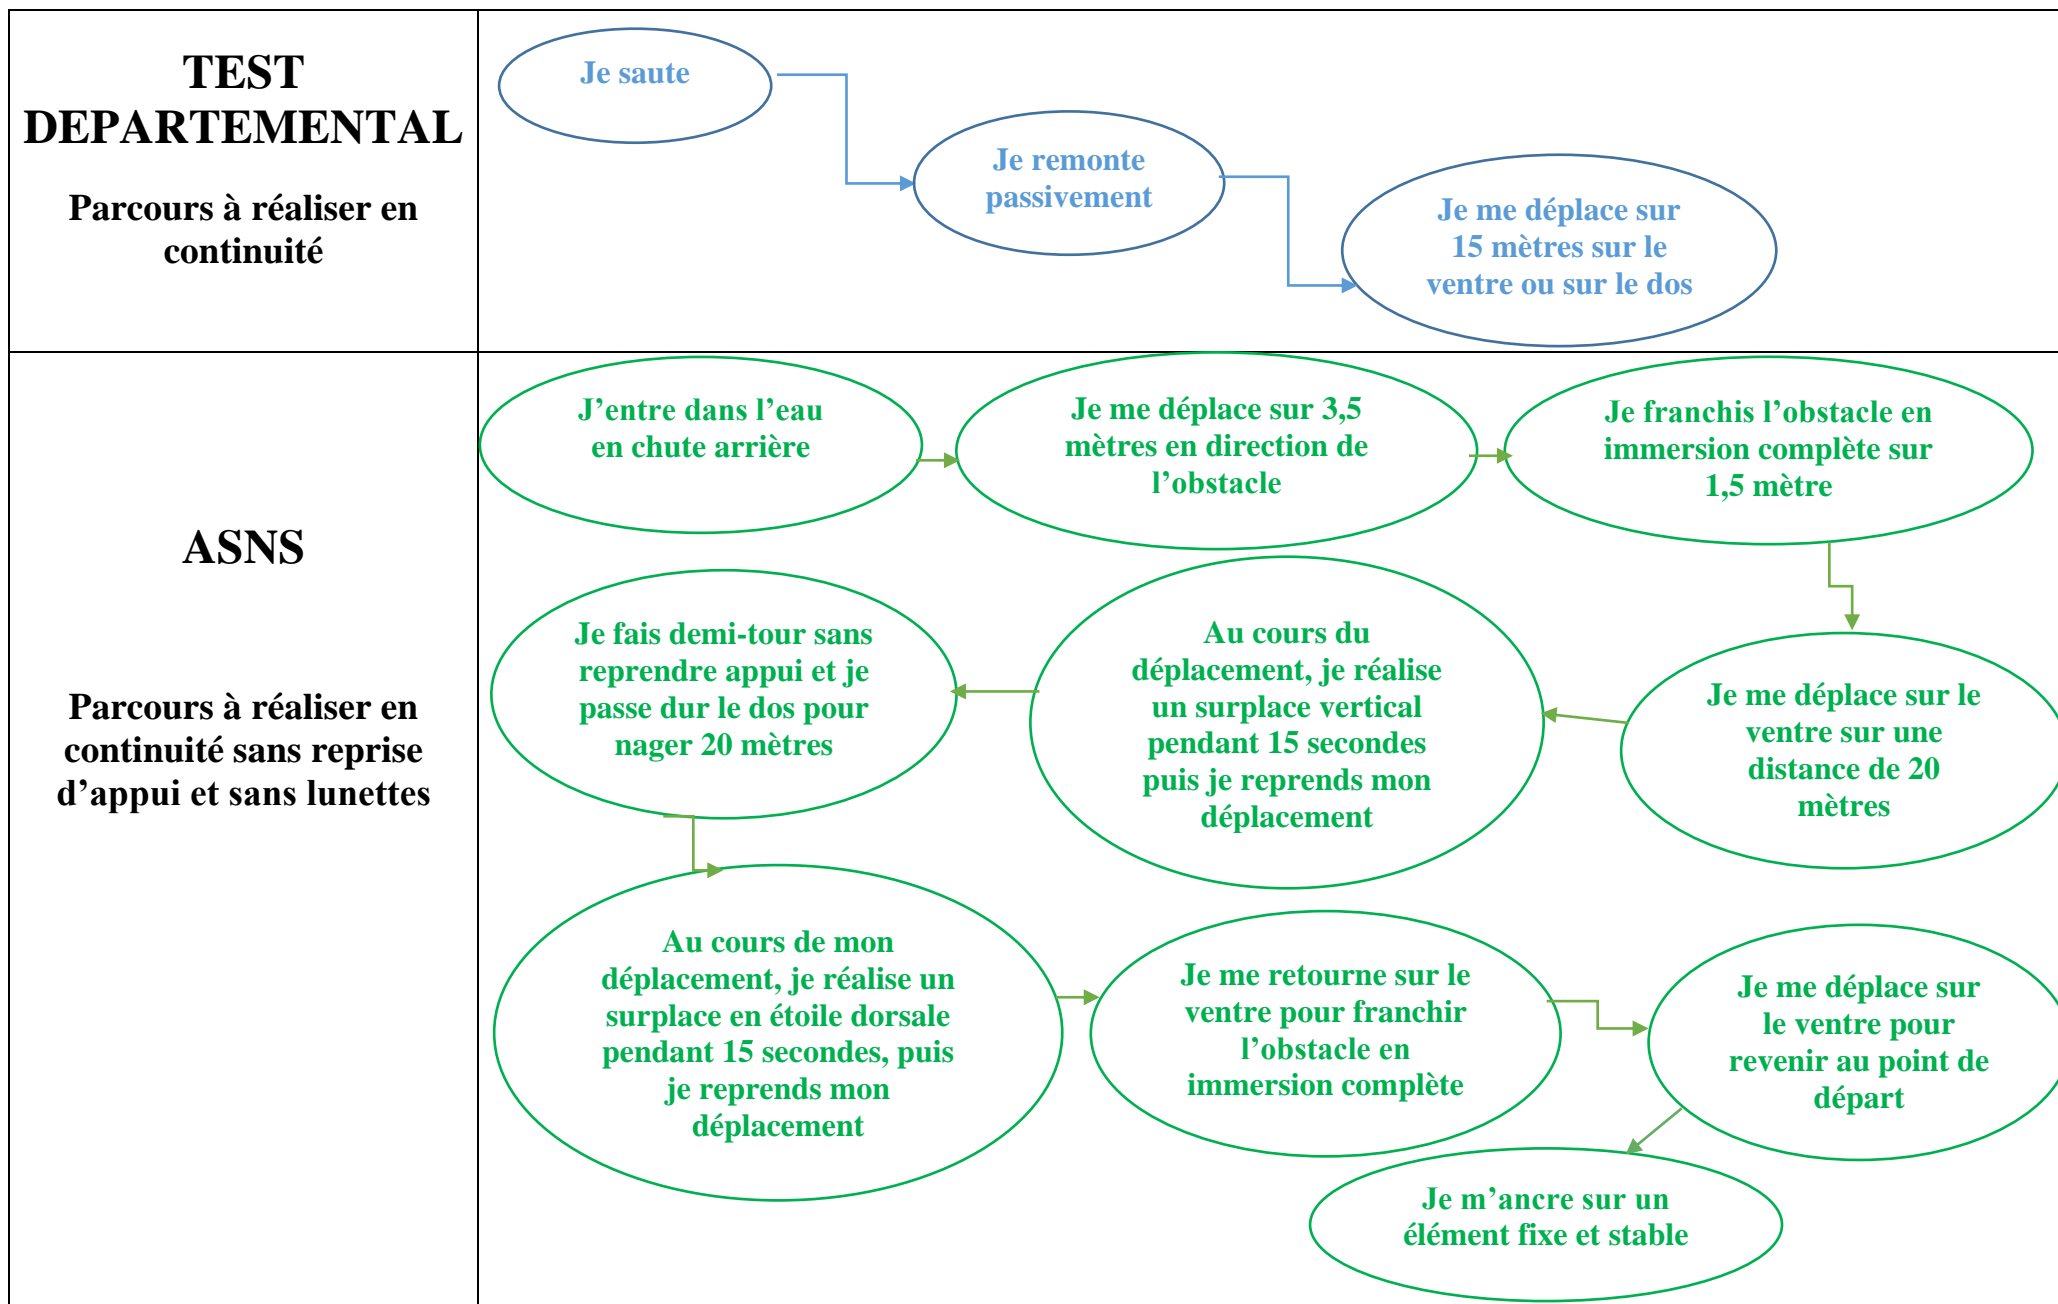 TEST
DEPARTEMENTAL
Parcours à réaliser en
continuité
Je saute
Je remonte
passivement
Je me déplace sur
15 mètres sur le
ventre ou sur le dos
ASNS
Parcours à réaliser en
continuité sans reprise
d’appui et sans lunettes
J’entre dans l’eau
en chute arrière
Je me déplace sur 3,5
mètres en direction de
l’obstacle
Je franchis l’obstacle en
immersion complète sur
1,5 mètre
Je me déplace sur le
ventre sur une
distance de 20
mètres
Au cours du
déplacement, je réalise
un surplace vertical
pendant 15 secondes
puis je reprends mon
déplacement
Je fais demi-tour sans
reprendre appui et je
passe dur le dos pour
nager 20 mètres
Au cours de mon
déplacement, je réalise un
surplace en étoile dorsale
pendant 15 secondes, puis
je reprends mon
déplacement
Je me retourne sur le
ventre pour franchir
l’obstacle en
immersion complète
Je me déplace sur
le ventre pour
revenir au point de
départ
Je m’ancre sur un
élément fixe et stable